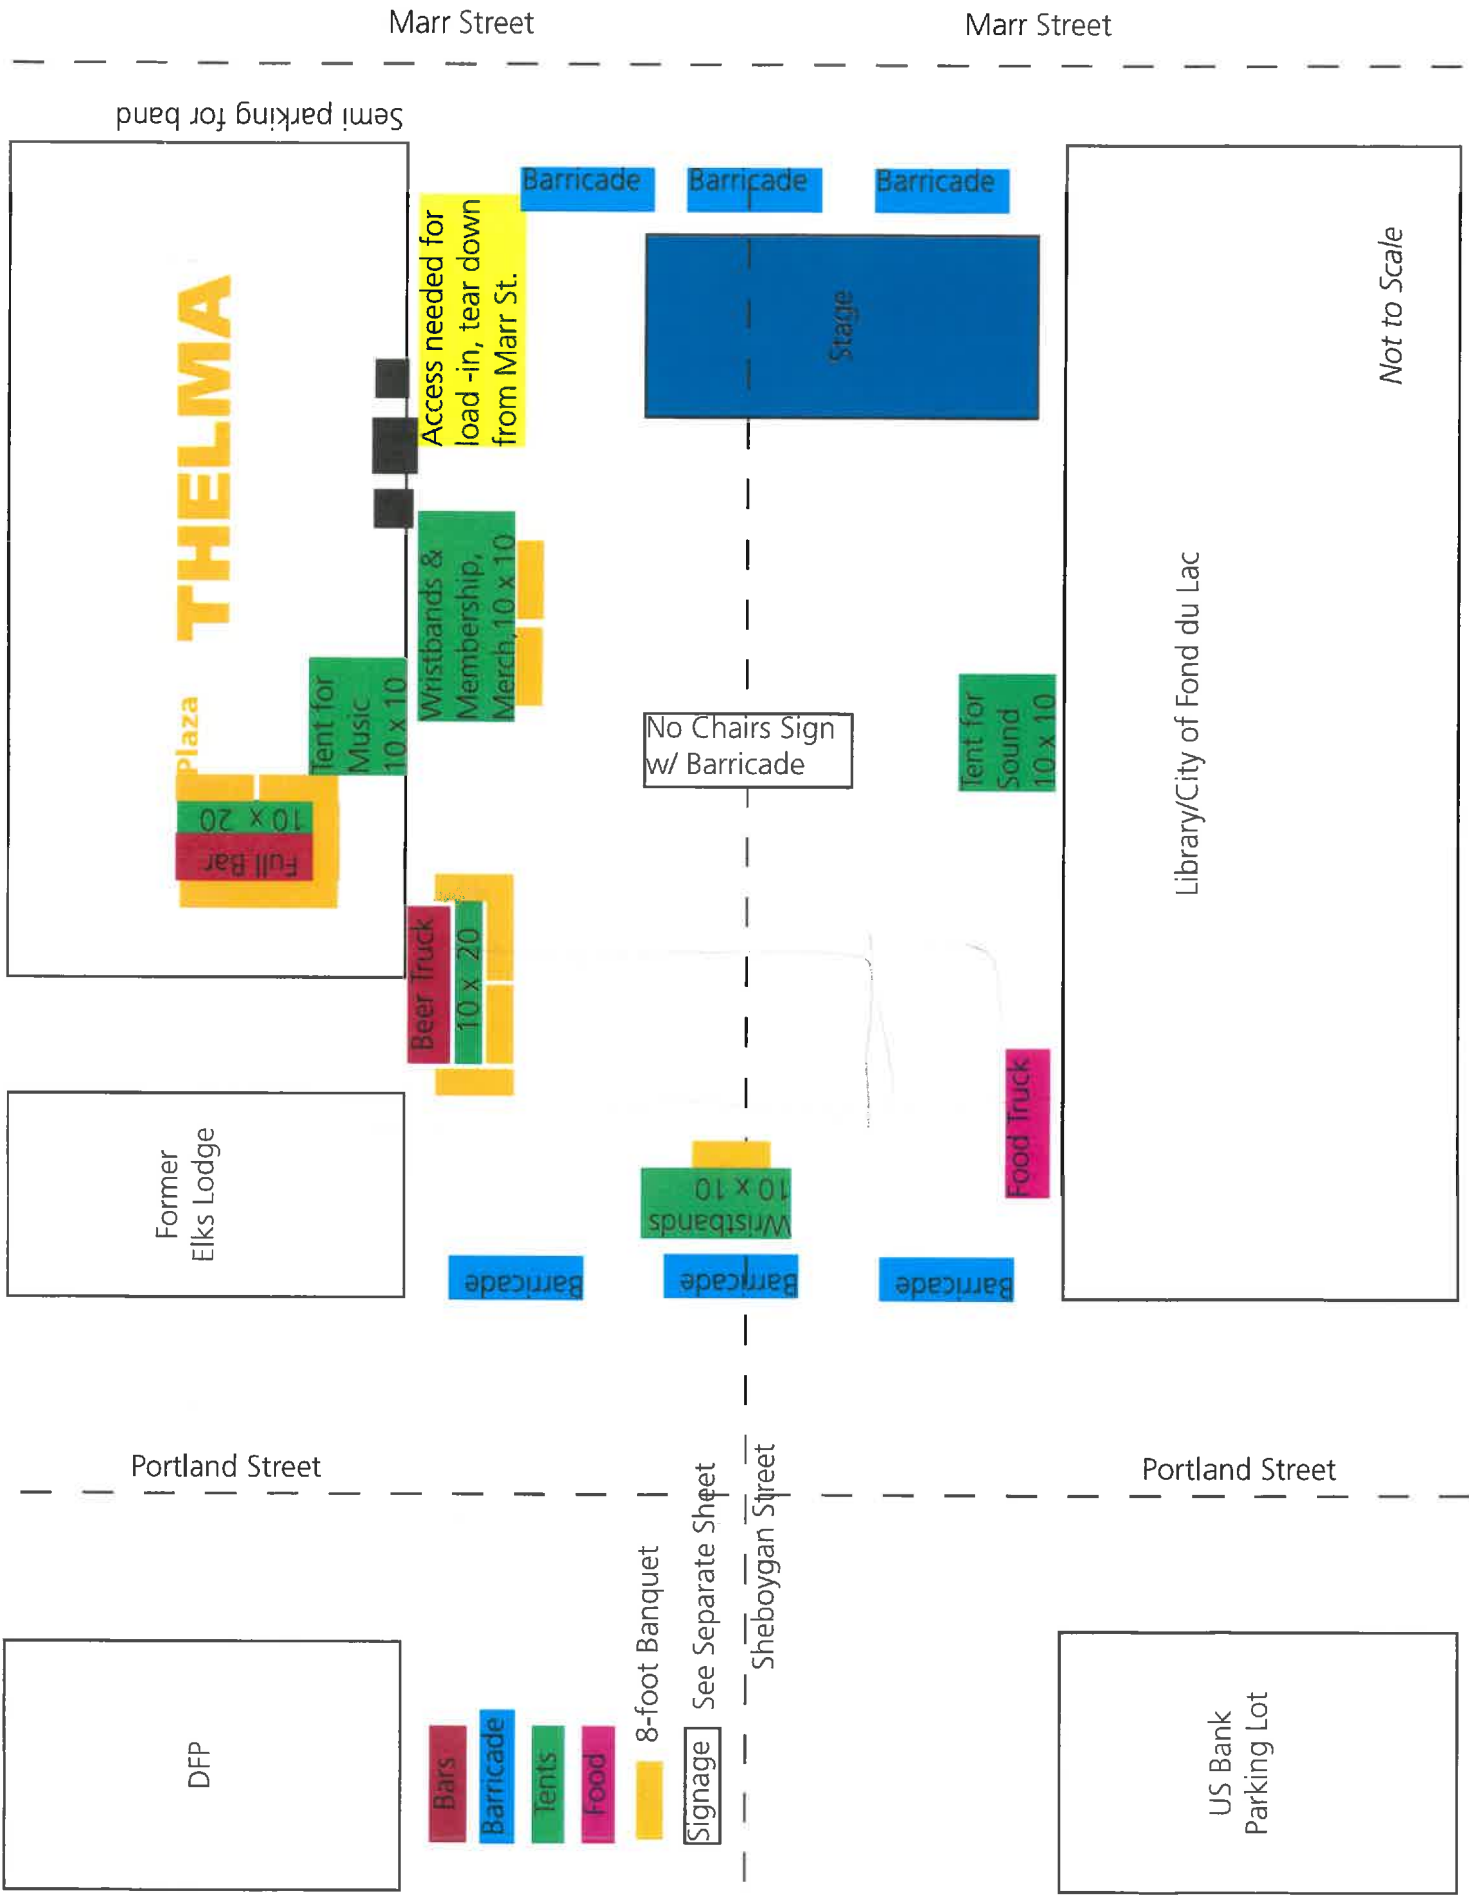 Marr Street
Marr Street
Semi parking for band
Barricade
Barricade
Barricade
Access needed for
load -in, tear down
from Marr St.
Stage
Not to Scale
THELMA
Plaza
Wristbands &
Membership,
Merch, 10 x 10
Tent for
Music
10 x 10
No Chairs Sign
w/ Barricade
Tent for
Sound
10 x 10
Library/City of Fond du Lac
10 x 20
Full Bar
Beer Truck
10 x 20
Food Truck
Former
Elks Lodge
Wristbands
10 x 10
Barricade
Barricade
Barricade
Portland Street
Portland Street
Sheboygan Street
DFP
Bars
Barricade
Tents
Food
8-foot Banquet
Signage
See Separate Sheet
US Bank
Parking Lot